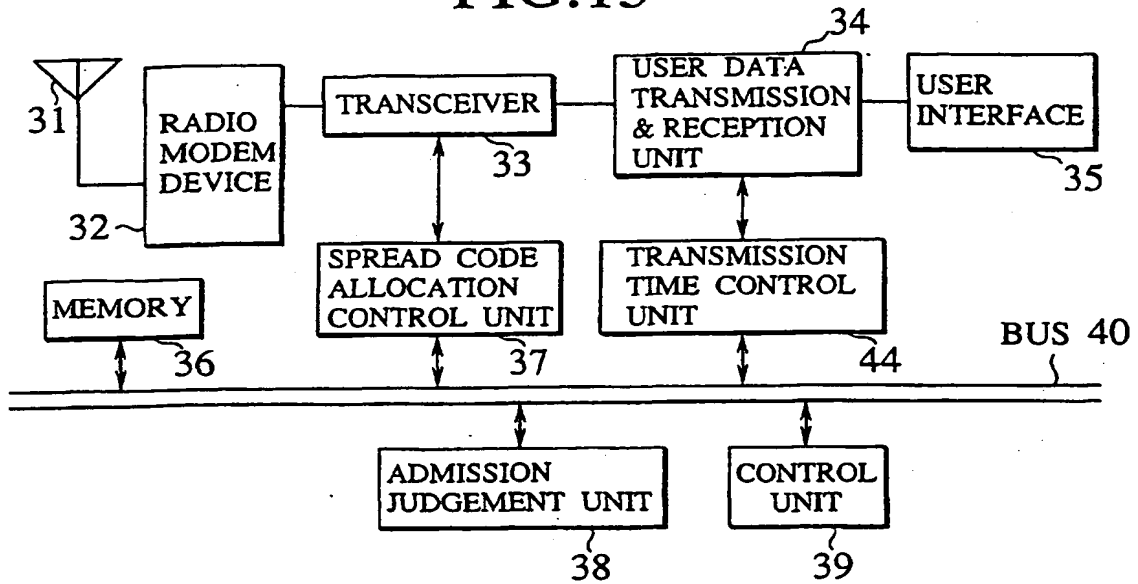 FIG.13
34
31
RADIO
MODEM
DEVICE
32
TRANSCEIVER
33
USER DATA
TRANSMISSION
& RECEPTION
UNIT
USER
INTERFACE
35
MEMORY
36
SPREAD CODE
ALLOCATION
CONTROL UNIT
37
TRANSMISSION
TIME CONTROL
UNIT
44
BUS 40
ADMISSION
JUDGEMENT UNIT
38
CONTROL
UNIT
39